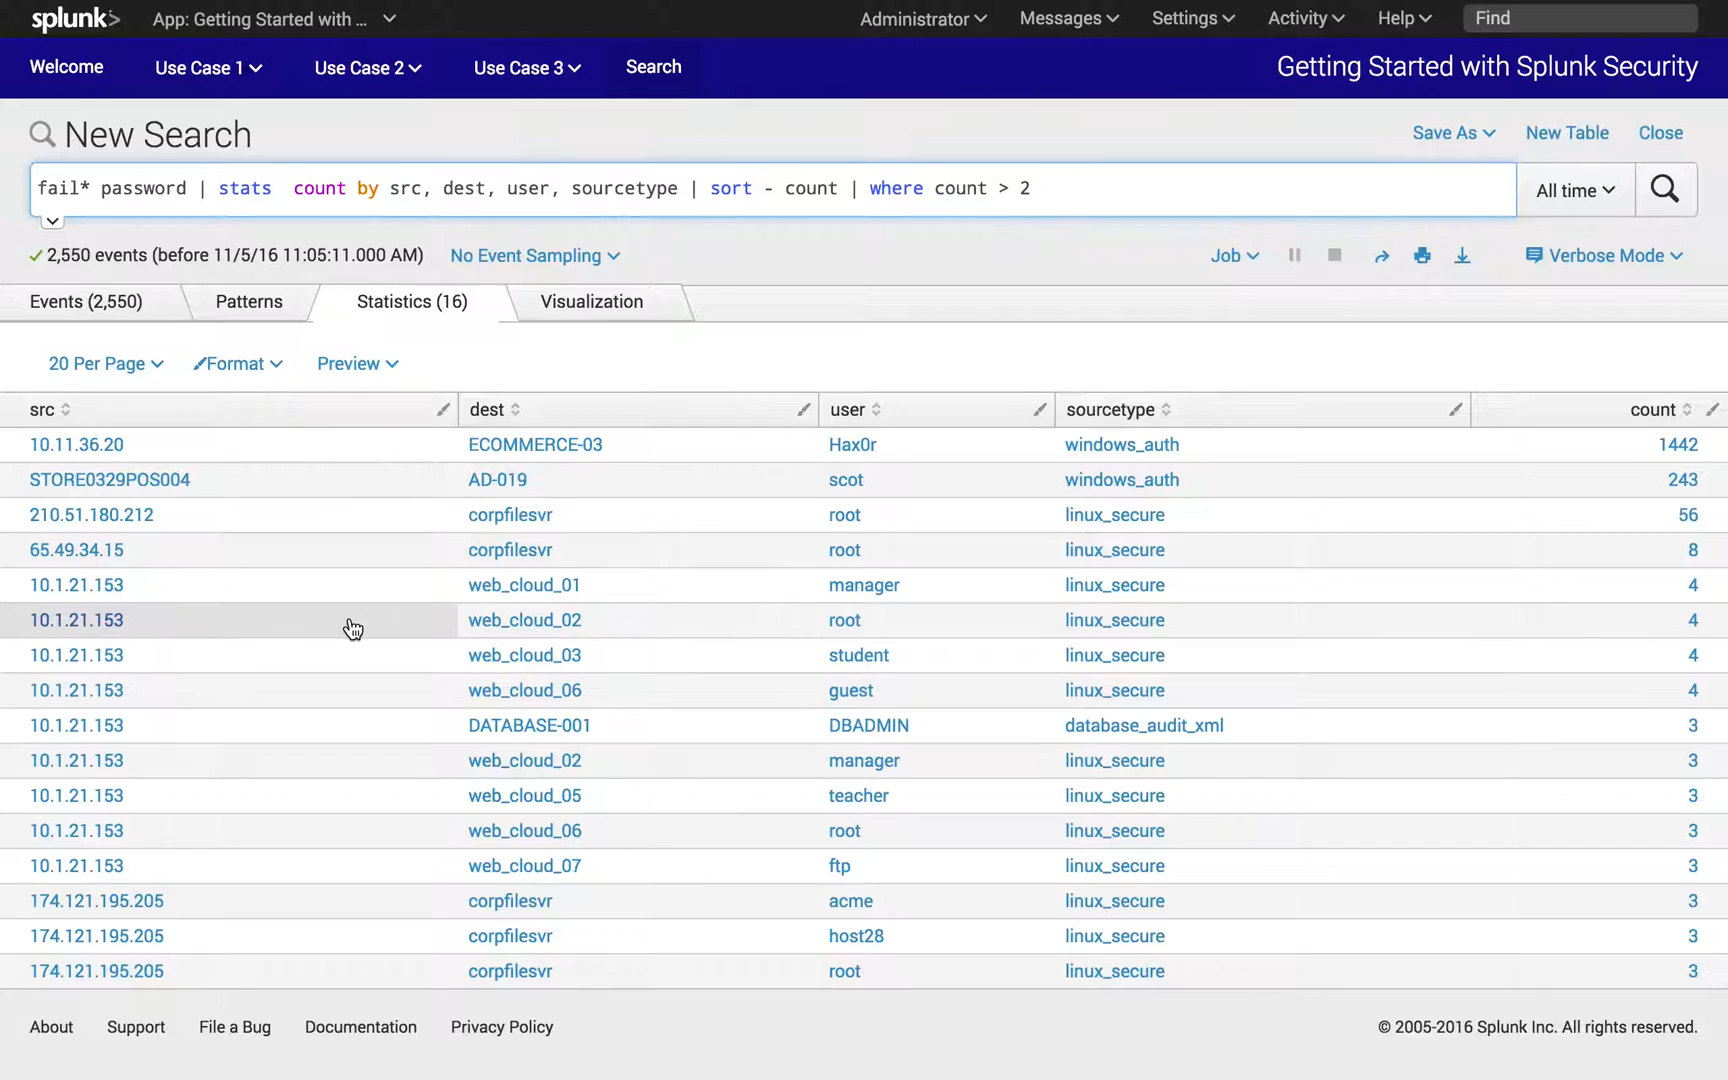 splunk> App: Getting Started with ... Administrator Messages Settings Activity Help Find
Welcome Use Case 1 Use Case 2 Use Case 3 Search Getting Started with Splunk Security
New Search Save As New Table Close
fail* password | stats  count by src, dest, user, sourcetype | sort - count | where count > 2 All time
2,550 events (before 11/5/16 11:05:11.000 AM) No Event Sampling Job Verbose Mode
Events (2,550) Patterns Statistics (16) Visualization
20 Per Page Format Preview
src dest user sourcetype count
10.11.36.20 ECOMMERCE-03 Hax0r windows_auth 1442
STORE0329POS004 AD-019 scot windows_auth 243
210.51.180.212 corpfilesvr root linux_secure 56
65.49.34.15 corpfilesvr root linux_secure 8
10.1.21.153 web_cloud_01 manager linux_secure 4
10.1.21.153 web_cloud_02 root linux_secure 4
10.1.21.153 web_cloud_03 student linux_secure 4
10.1.21.153 web_cloud_06 guest linux_secure 4
10.1.21.153 DATABASE-001 DBADMIN database_audit_xml 3
10.1.21.153 web_cloud_02 manager linux_secure 3
10.1.21.153 web_cloud_05 teacher linux_secure 3
10.1.21.153 web_cloud_06 root linux_secure 3
10.1.21.153 web_cloud_07 ftp linux_secure 3
174.121.195.205 corpfilesvr acme linux_secure 3
174.121.195.205 corpfilesvr host28 linux_secure 3
174.121.195.205 corpfilesvr root linux_secure 3
About Support File a Bug Documentation Privacy Policy © 2005-2016 Splunk Inc. All rights reserved.